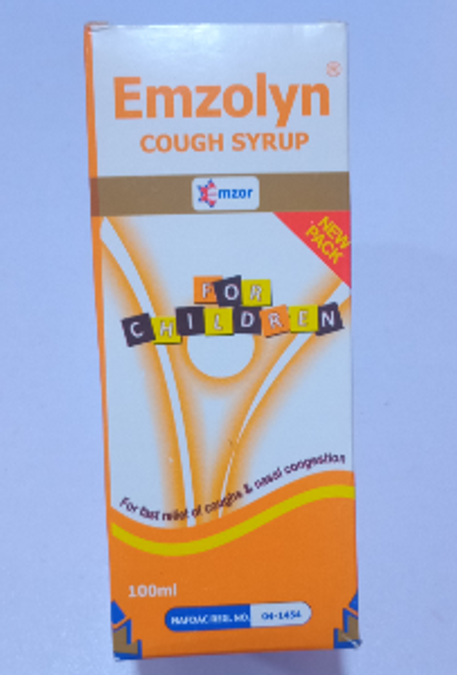 Emzolyn®
COUGH SYRUP
emzor
NEW
PACK
FOR
CHILDREN
For fast relief of coughs & nasal congestion
100ml
NAFDAC REG. NO. 04-1454